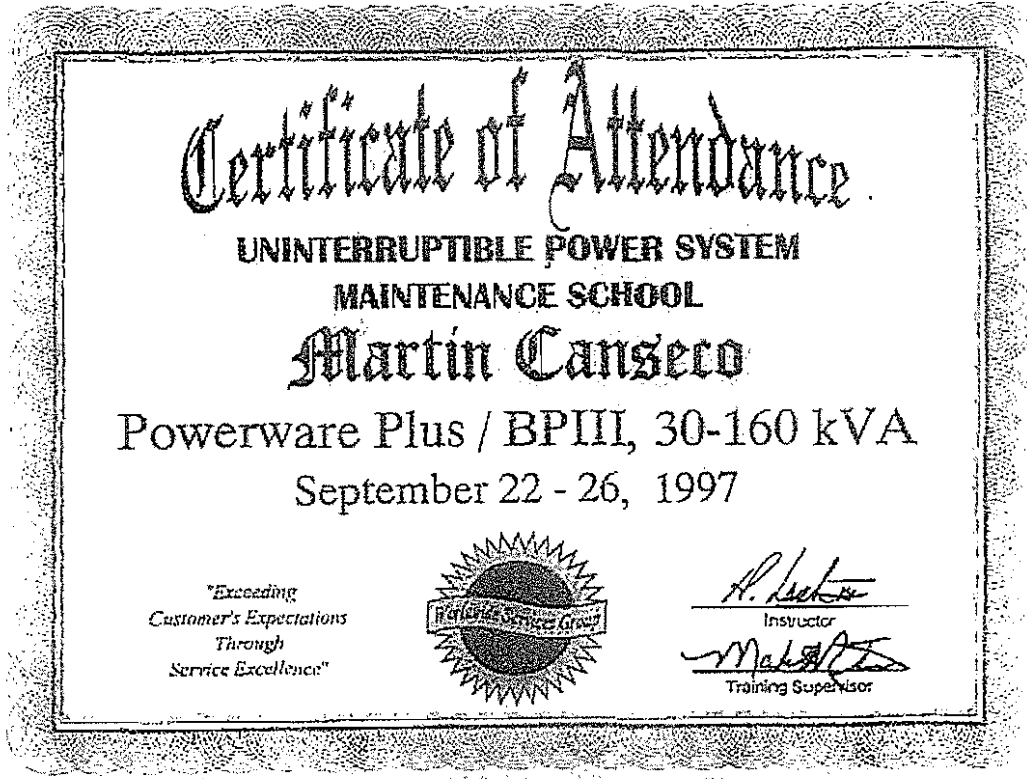 Certificate of Attendance
UNINTERRUPTIBLE POWER SYSTEM
MAINTENANCE SCHOOL
Martin Canseco
Powerware Plus / BPIII, 30-160 kVA
September 22 - 26, 1997
"Exceeding
Customer's Expectations
Through
Service Excellence"
Services Group
Instructor
Training Supervisor